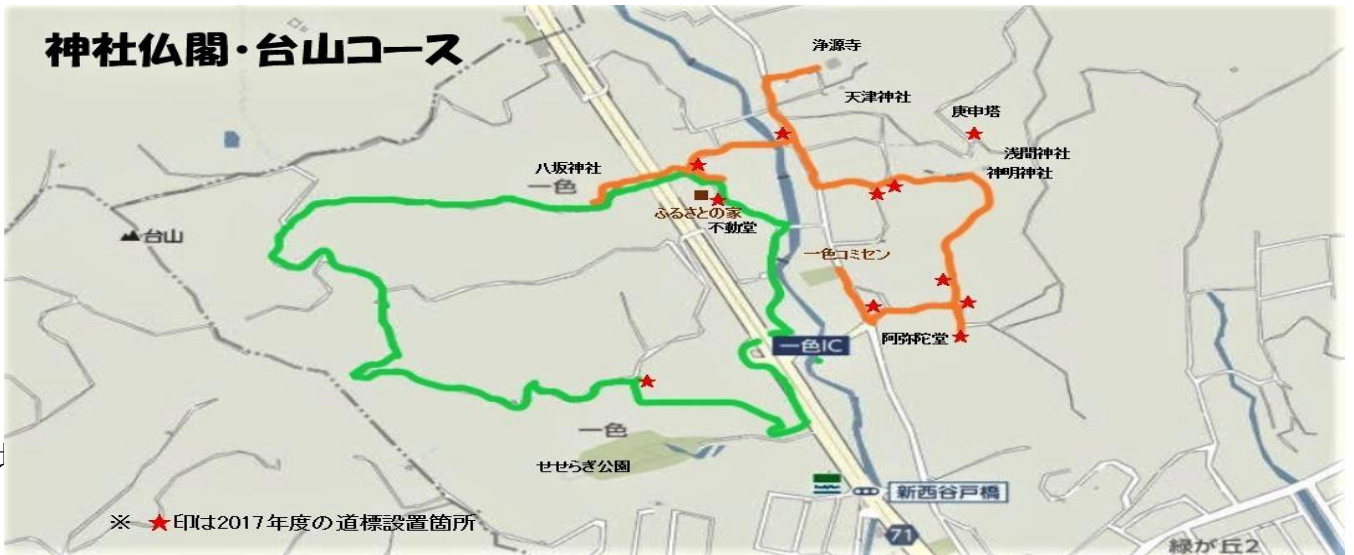 神社仏閣・台山コース
浄源寺
天津神社
庚申塔
浅間神社
神明神社
八坂神社
一色
ふるさとの家
不動堂
台山
一色コミセン
一色IC
阿弥陀堂
一色
せせらぎ公園
新西谷戸橋
※ ★印は2017年度の道標設置箇所
71
緑が丘2